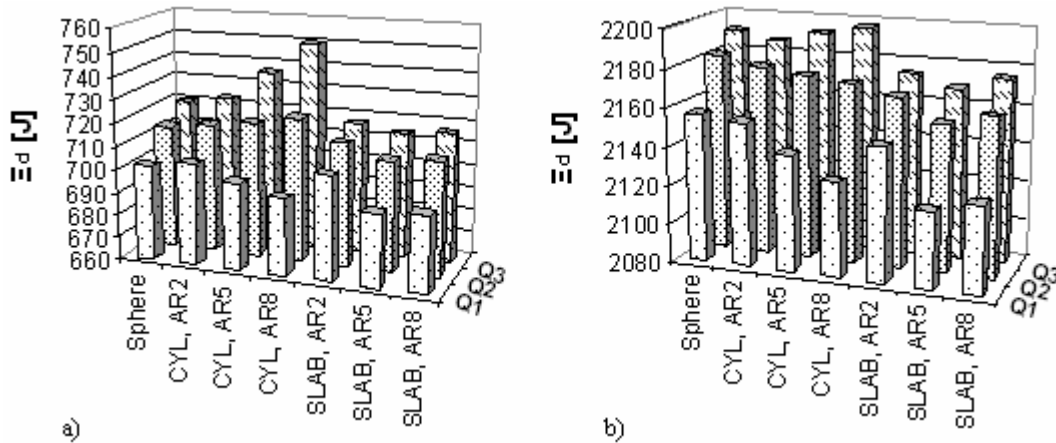 760
750
740
730
720
710
700
690
680
670
660
Ξd [J]
Sphere
CYL, AR2
CYL, AR5
CYL, AR8
SLAB, AR2
SLAB, AR5
SLAB, AR8
Q3
Q2
Q1
a)
2200
2180
2160
2140
2120
2100
2080
Ξd [J]
Sphere
CYL, AR2
CYL, AR5
CYL, AR8
SLAB, AR2
SLAB, AR5
SLAB, AR8
Q3
Q2
Q1
b)